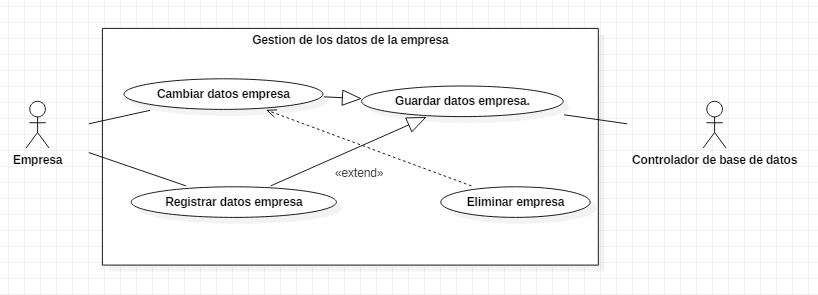 Gestion de los datos de la empresa
Cambiar datos empresa
Guardar datos empresa.
Empresa
Controlador de base de datos
«extend»
Registrar datos empresa
Eliminar empresa